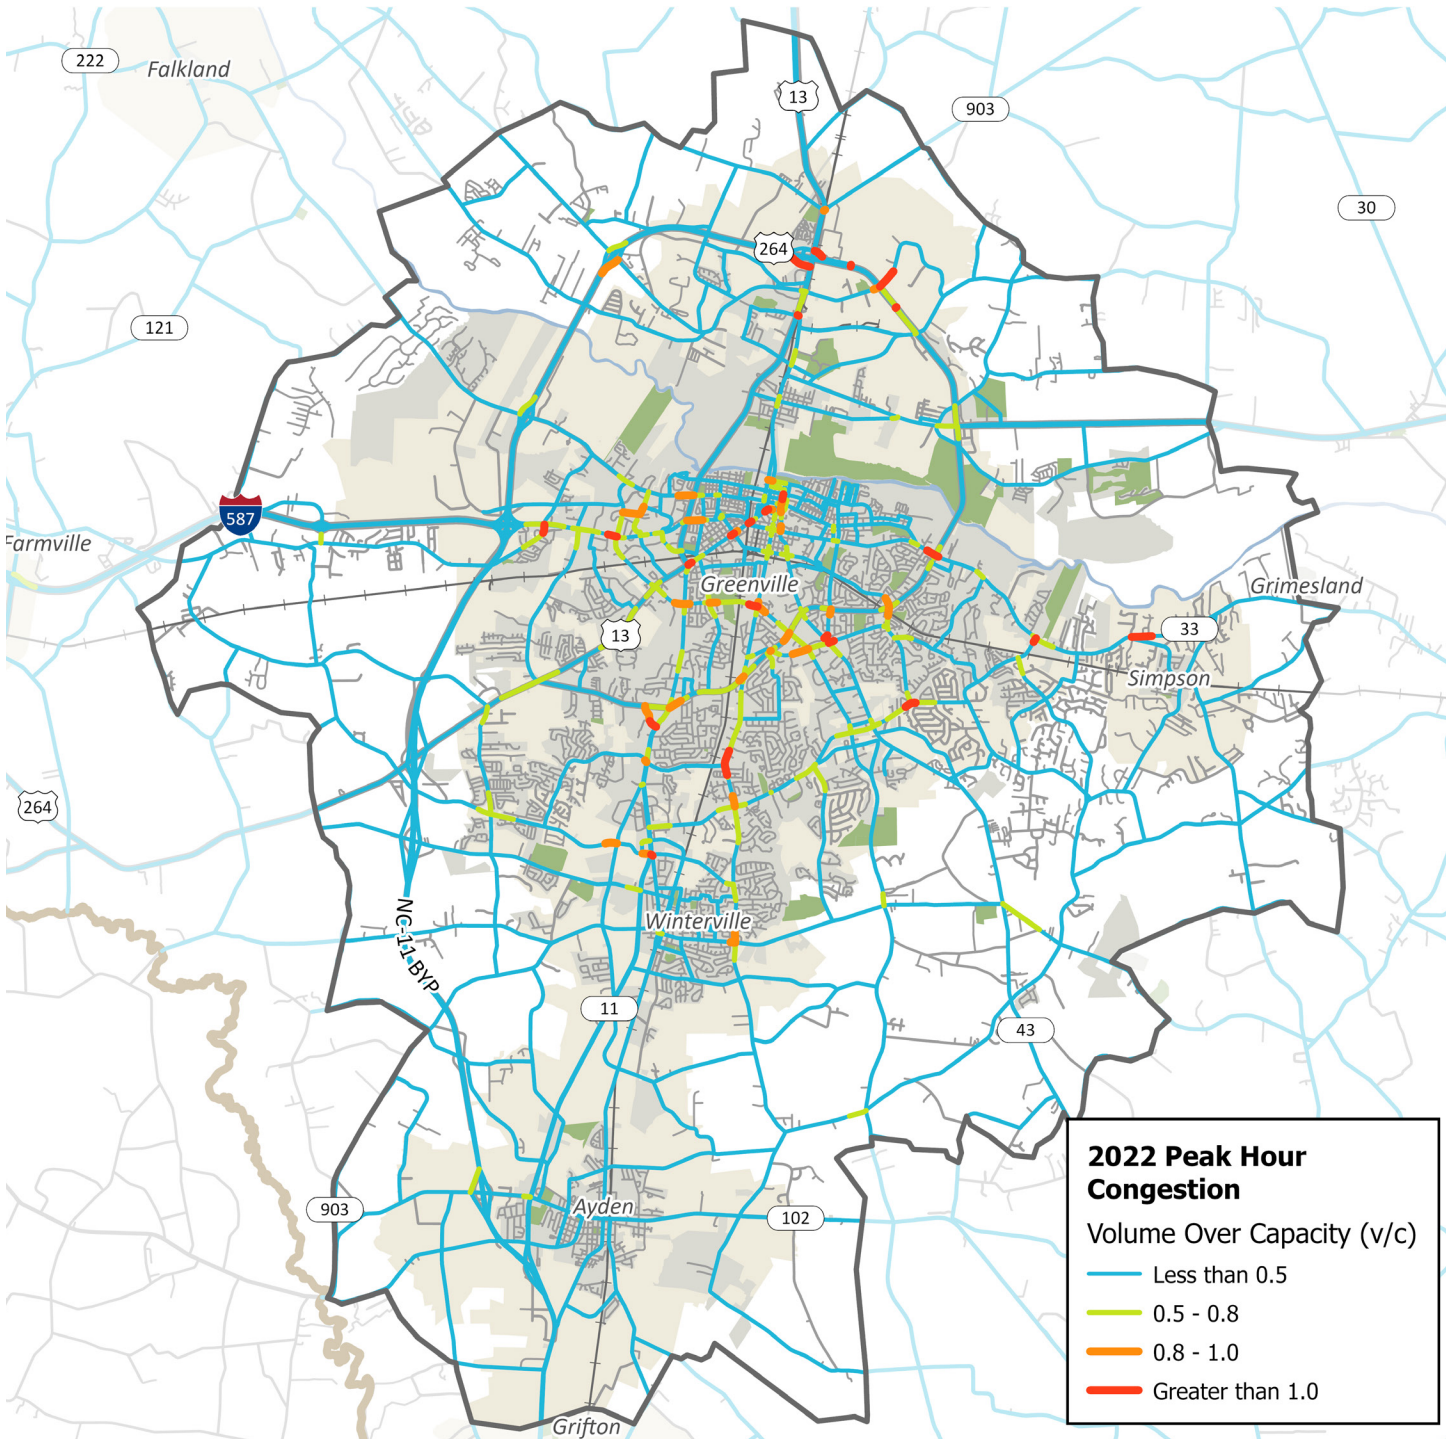 222
Falkland
13
903
30
264
121
587
Farmville
Greenville
Grimesland
13
33
Simpson
264
NC-11 BYP
Winterville
11
43
903
Ayden
102
Grifton
2022 Peak Hour
Congestion
Volume Over Capacity (v/c)
Less than 0.5
0.5 - 0.8
0.8 - 1.0
Greater than 1.0